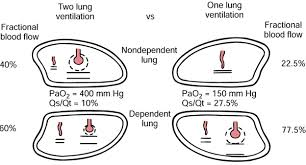 Two lung
ventilation
vs
One lung
ventilation
Fractional
blood flow
Fractional
blood flow
Nondependent
lung
40%
22.5%
PaO₂ = 400 mm Hg
Qs/Qt = 10%
PaO₂ = 150 mm Hg
Qs/Qt = 27.5%
60%
Dependent
lung
77.5%